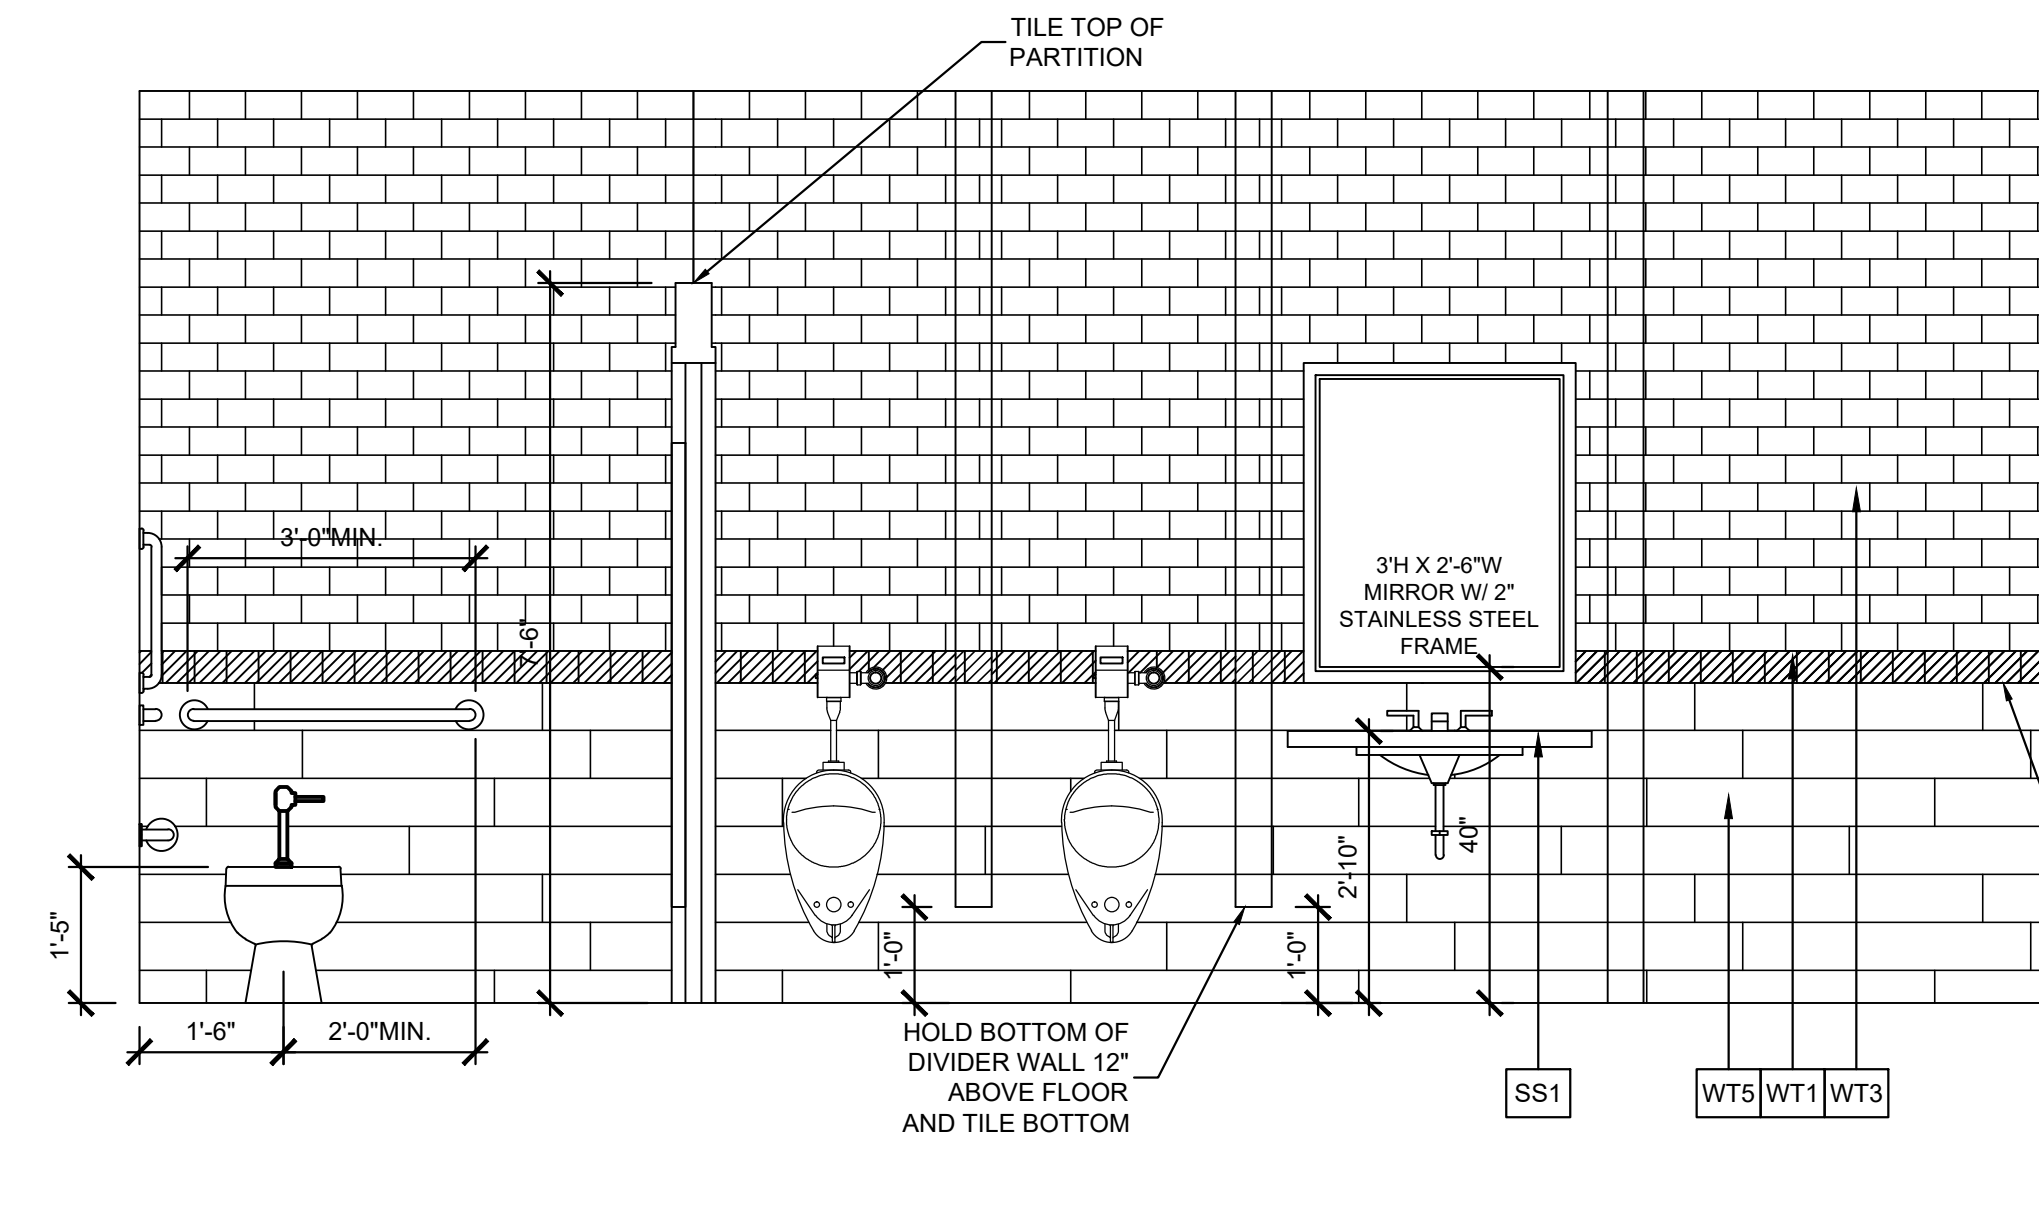 TILE TOP OF
PARTITION
3'-0"MIN.
7'-6"
3'H X 2'-6"W
MIRROR W/ 2"
STAINLESS STEEL
FRAME
40"
2'-10"
1'-5"
1'-0"
1'-0"
1'-6"
2'-0"MIN.
HOLD BOTTOM OF
DIVIDER WALL 12"
ABOVE FLOOR
AND TILE BOTTOM
SS1
WT5
WT1
WT3